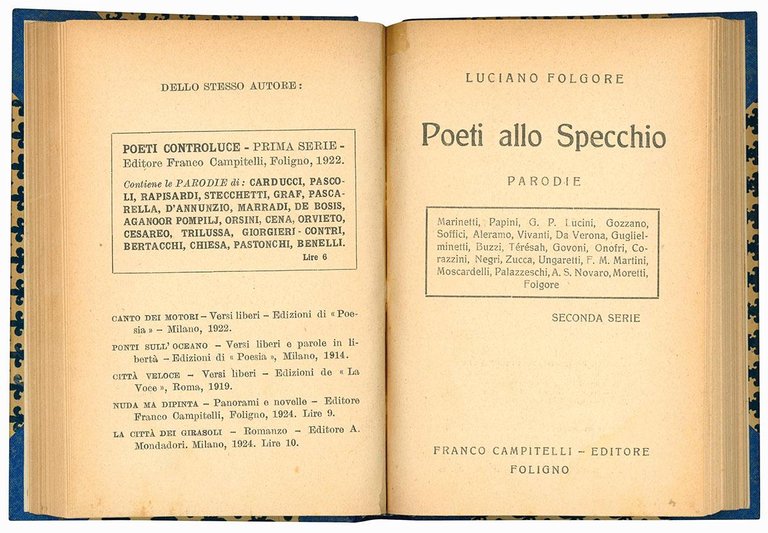 DELLO STESSO AUTORE:
POETI CONTROLUCE - PRIMA SERIE -
Editore Franco Campitelli, Foligno, 1922.
Contiene le PARODIE di: CARDUCCI, PASCO-
LI, RAPISARDI, STECCHETTI, GRAF, PASCA-
RELLA, D'ANNUNZIO, MARRADI, DE BOSIS,
AGANOOR POMPILJ, ORSINI, CENA, ORVIETO,
CESAREO, TRILUSSA, GIORGIERI-CONTRI,
BERTACCHI, CHIESA, PASTONCHI, BENELLI.
Lire 6
CANTO DEI MOTORI – Versi liberi – Edizioni di « Poe-
sia » – Milano, 1922.
PONTI SULL'OCEANO – Versi liberi e parole in li-
bertà – Edizioni di « Poesia », Milano, 1914.
CITTÀ VELOCE – Versi liberi – Edizioni de « La
Voce », Roma, 1919.
NUDA MA DIPINTA – Panorami e novelle – Editore
Franco Campitelli, Foligno, 1924. Lire 9.
LA CITTÀ DEI GIRASOLI – Romanzo – Editore A.
Mondadori. Milano, 1924. Lire 10.
LUCIANO FOLGORE
Poeti allo Specchio
PARODIE
Marinetti, Papini, G. P. Lucini, Gozzano,
Soffici, Aleramo, Vivanti, Da Verona, Gugliel-
minetti, Buzzi, Térésah, Govoni, Onofri, Co-
razzini, Negri, Zucca, Ungaretti, F. M. Martini,
Moscardelli, Palazzeschi, A. S. Novaro, Moretti,
Folgore
SECONDA SERIE
FRANCO CAMPITELLI – EDITORE
FOLIGNO